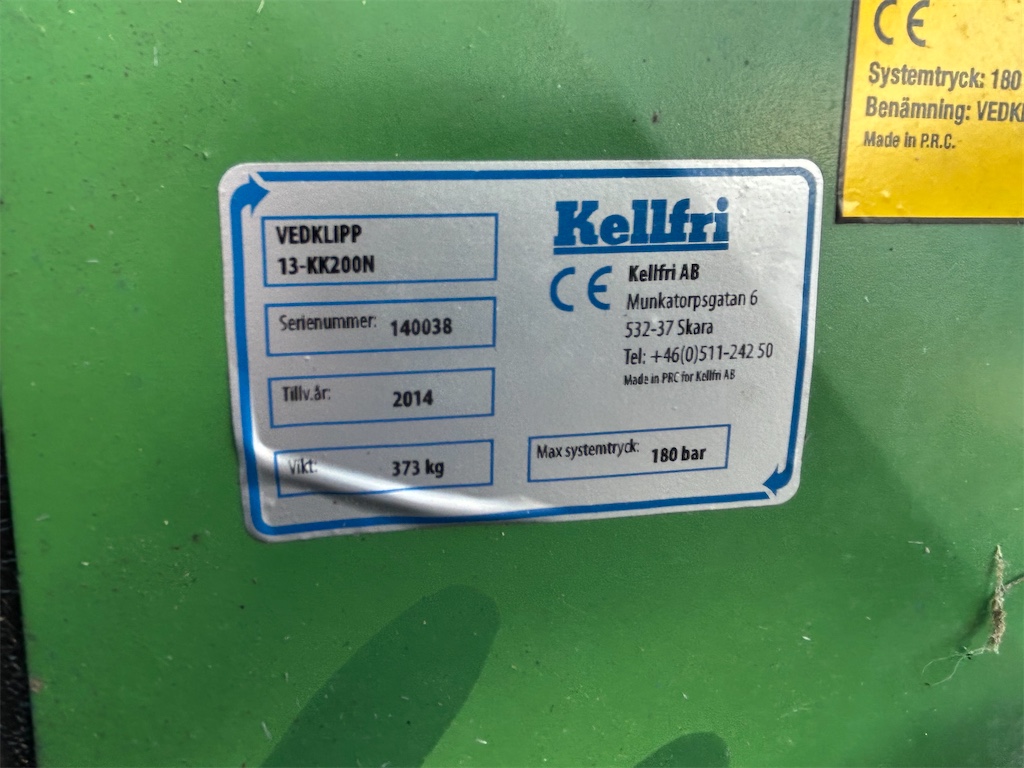 VEDKLIPP
13-KK200N
Serienummer: 140038
Tillv.år: 2014
Vikt: 373 kg
Kellfri
CE Kellfri AB
Munkatorpsgatan 6
532-37 Skara
Tel: +46(0)511-242 50
Made in PRC for Kellfri AB
Max systemtryck: 180 bar
CE
Systemtryck: 180
Benämning:
Made in P.R.C.